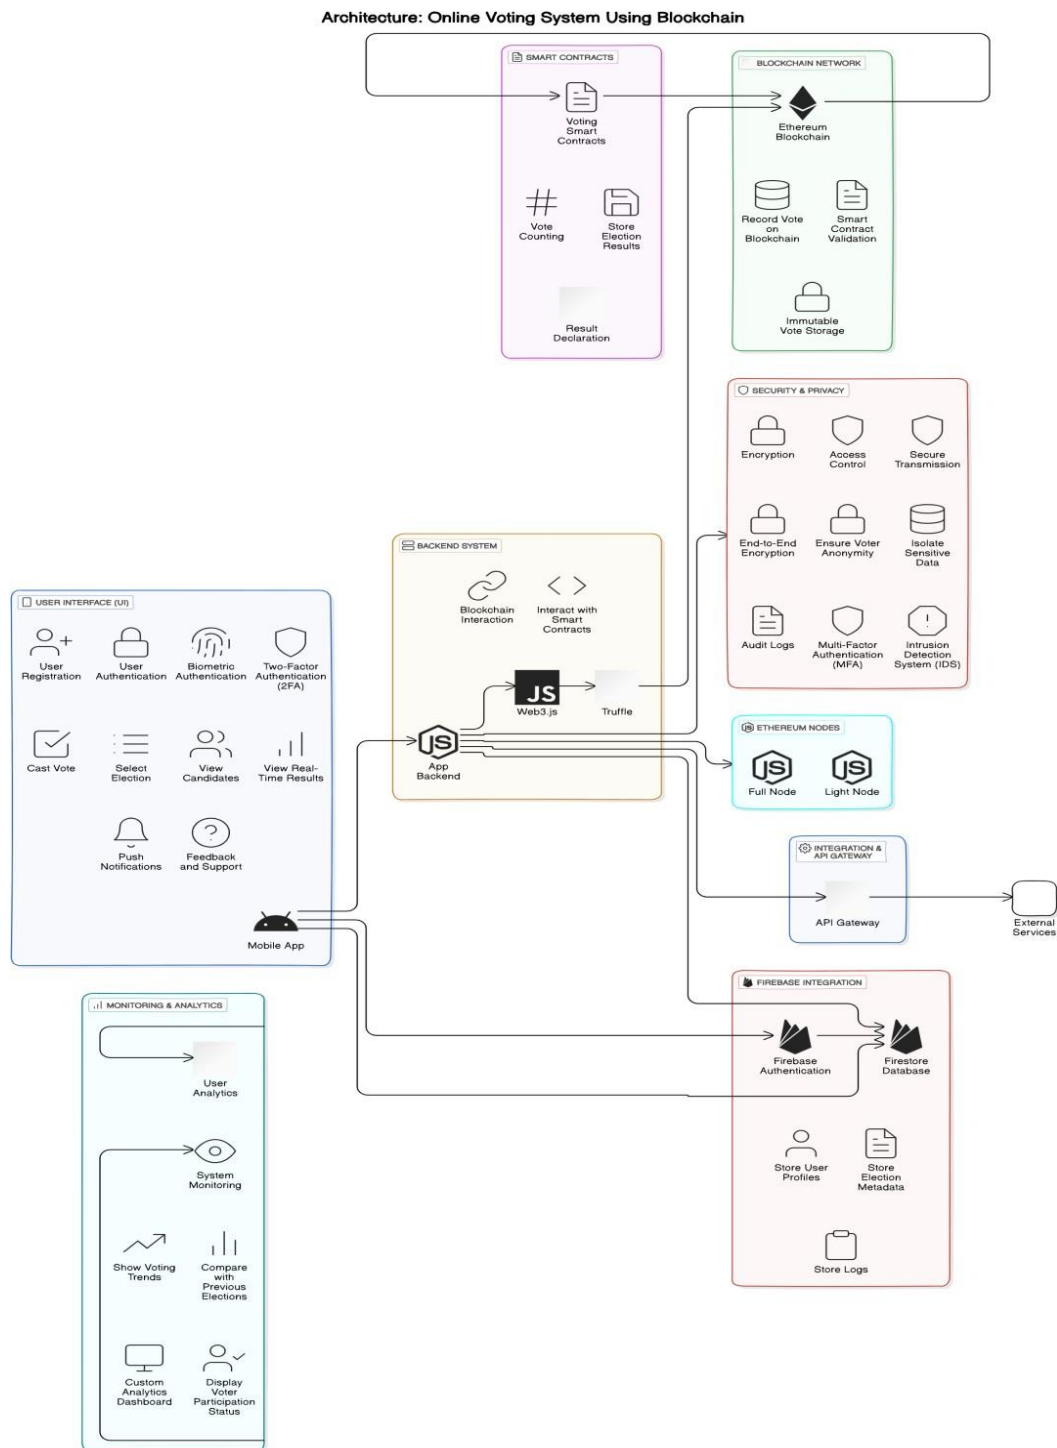 Architecture: Online Voting System Using Blockchain
SMART CONTRACTS
Voting
Smart
Contracts
Vote
Counting
Store
Election
Results
Result
Declaration
BLOCKCHAIN NETWORK
Ethereum
Blockchain
Record Vote
on
Blockchain
Smart
Contract
Validation
Immutable
Vote Storage
SECURITY & PRIVACY
Encryption
Access
Control
Secure
Transmission
End-to-End
Encryption
Ensure Voter
Anonymity
Isolate
Sensitive
Data
Audit Logs
Multi-Factor
Authentication
(MFA)
Intrusion
Detection
System (IDS)
BACKEND SYSTEM
Blockchain
Interaction
Interact with
Smart
Contracts
JS
Web3.js
Truffle
JS
App
Backend
USER INTERFACE (UI)
User
Registration
User
Authentication
Biometric
Authentication
Two-Factor
Authentication
(2FA)
Cast Vote
Select
Election
View
Candidates
View Real-
Time Results
Push
Notifications
Feedback
and Support
Mobile App
JS ETHEREUM NODES
JS
Full Node
JS
Light Node
INTEGRATION &
API GATEWAY
API Gateway
External
Services
FIREBASE INTEGRATION
Firebase
Authentication
Firestore
Database
Store User
Profiles
Store
Election
Metadata
Store Logs
MONITORING & ANALYTICS
User
Analytics
System
Monitoring
Show Voting
Trends
Compare
with
Previous
Elections
Custom
Analytics
Dashboard
Display
Voter
Participation
Status